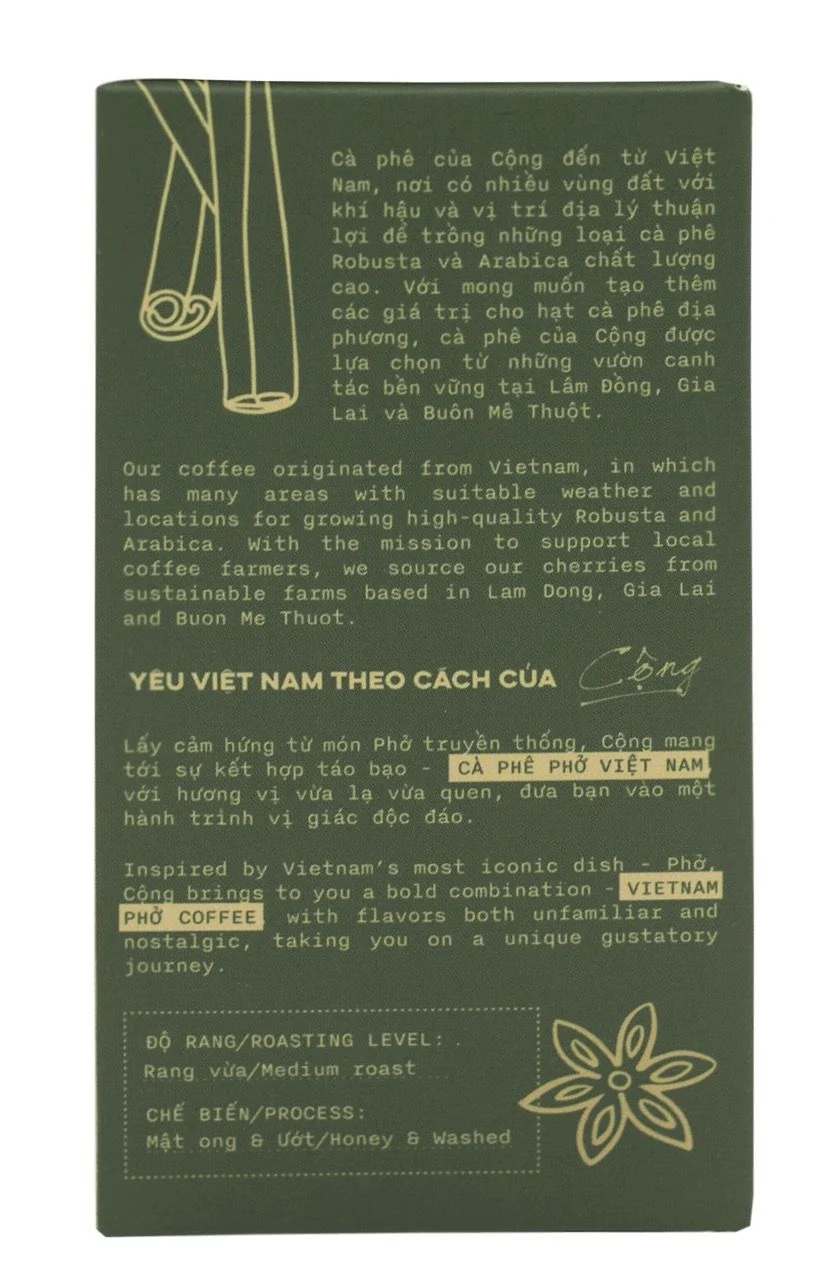 Cà phê của Cộng đến từ Việt
Nam, nơi có nhiều vùng đất với
khí hậu và vị trí địa lý thuận
lợi để trồng những loại cà phê
Robusta và Arabica chất lượng
cao. Với mong muốn tạo thêm
các giá trị cho hạt cà phê địa
phương, cà phê của Cộng được
lựa chọn từ những vườn canh
tác bền vững tại Lâm Đồng, Gia
Lai và Buôn Mê Thuột.
Our coffee originated from Vietnam, in which
has many areas with suitable weather and
locations for growing high-quality Robusta and
Arabica. With the mission to support local
coffee farmers, we source our cherries from
sustainable farms based in Lam Dong, Gia Lai
and Buon Me Thuot.
YÊU VIỆT NAM THEO CÁCH CỦA Cộng
Lấy cảm hứng từ món Phở truyền thống, Cộng mang
tới sự kết hợp táo bạo - CÀ PHÊ PHỞ VIỆT NAM,
với hương vị vừa lạ vừa quen, đưa bạn vào một
hành trình vị giác độc đáo.
Inspired by Vietnam's most iconic dish - Phở,
Cộng brings to you a bold combination - VIETNAM
PHỞ COFFEE, with flavors both unfamiliar and
nostalgic, taking you on a unique gustatory
journey.
ĐỘ RANG/ROASTING LEVEL:
Rang vừa/Medium roast
CHẾ BIẾN/PROCESS:
Mật ong & Ướt/Honey & Washed